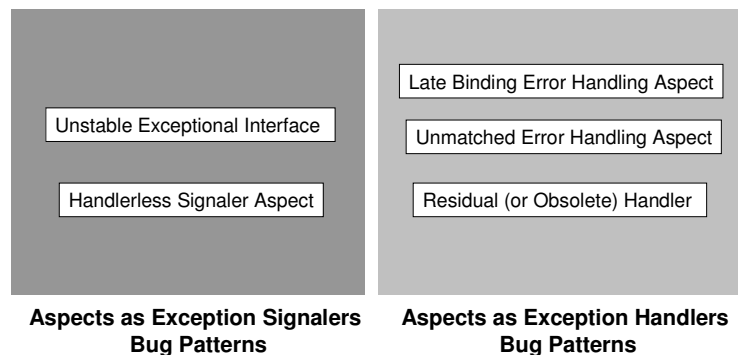 Unstable Exceptional Interface
Handlerless Signaler Aspect
Aspects as Exception Signalers
Bug Patterns
Late Binding Error Handling Aspect
Unmatched Error Handling Aspect
Residual (or Obsolete) Handler
Aspects as Exception Handlers
Bug Patterns